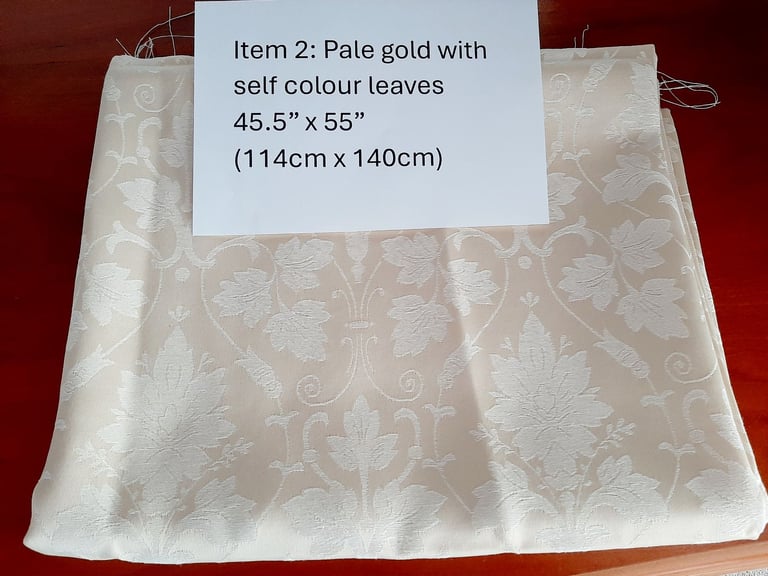 Item 2: Pale gold with
self colour leaves
45.5” x 55”
(114cm x 140cm)